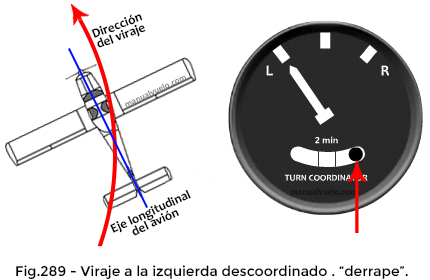 Dirección
del viraje
manualvuelo.com
Eje longitudinal
del avión
L
R
2 min
TURN COORDINATOR
manualvuelo.com
Fig.289 - Viraje a la izquierda descoordinado . "derrape".